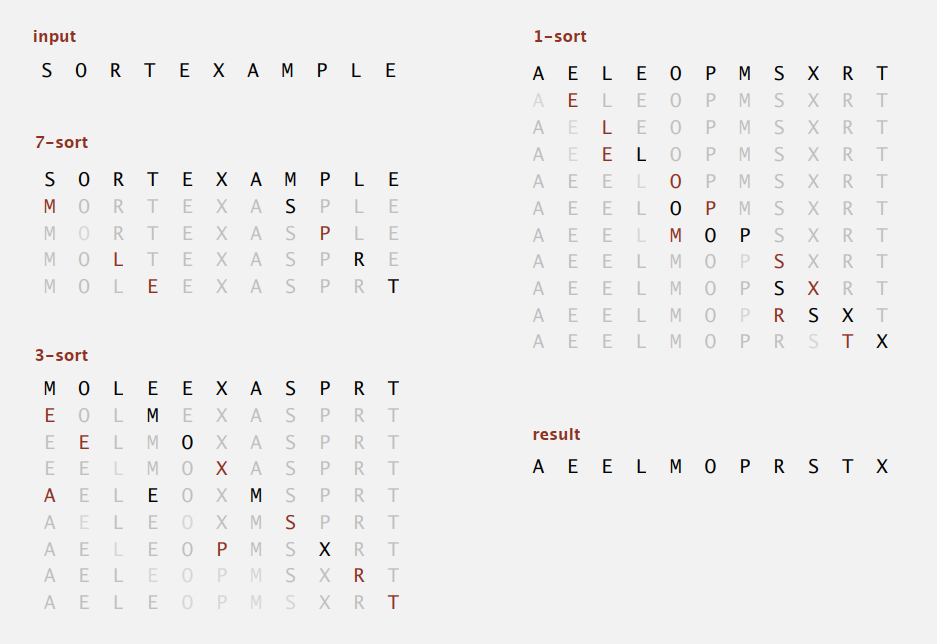 input
S O R T E X A M P L E
7-sort
S O R T E X A M P L E
M O R T E X A S P L E
M O R T E X A S P L E
M O L T E X A S P R E
M O L E E X A S P R T
3-sort
M O L E E X A S P R T
E O L M E X A S P R T
E E L M O X A S P R T
E E L M O X A S P R T
A E L E O X M S P R T
A E L E O X M S P R T
A E L E O P M S X R T
A E L E O P M S X R T
A E L E O P M S X R T
1-sort
A E L E O P M S X R T
A E L E O P M S X R T
A E L E O P M S X R T
A E E L O P M S X R T
A E E L O P M S X R T
A E E L O P M S X R T
A E E L M O P S X R T
A E E L M O P S X R T
A E E L M O P S X R T
A E E L M O P R S X T
A E E L M O P R S T X
result
A E E L M O P R S T X